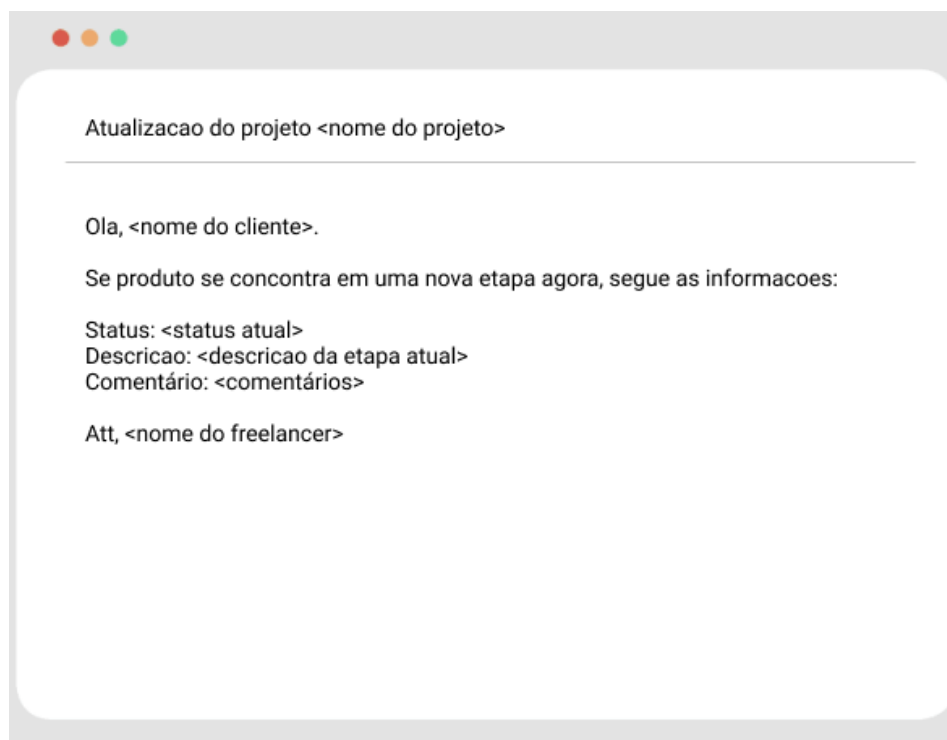 Atualizacao do projeto <nome do projeto>
Ola, <nome do cliente>.
Se produto se concontra em uma nova etapa agora, segue as informacoes:
Status: <status atual>
Descricao: <descricao da etapa atual>
Comentário: <comentários>
Att, <nome do freelancer>